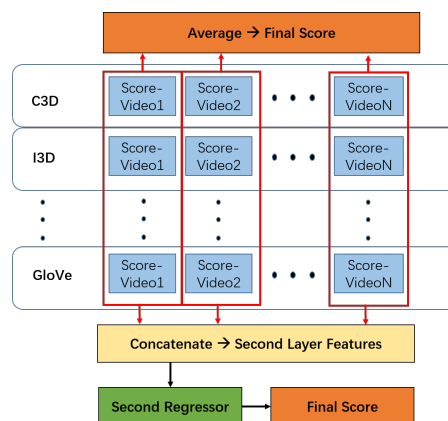 Average → Final Score
C3D
Score-
Video1
Score-
Video2
Score-
VideoN
I3D
Score-
Video1
Score-
Video2
Score-
VideoN
GloVe
Score-
Video1
Score-
Video2
Score-
VideoN
Concatenate → Second Layer Features
Second Regressor
Final Score